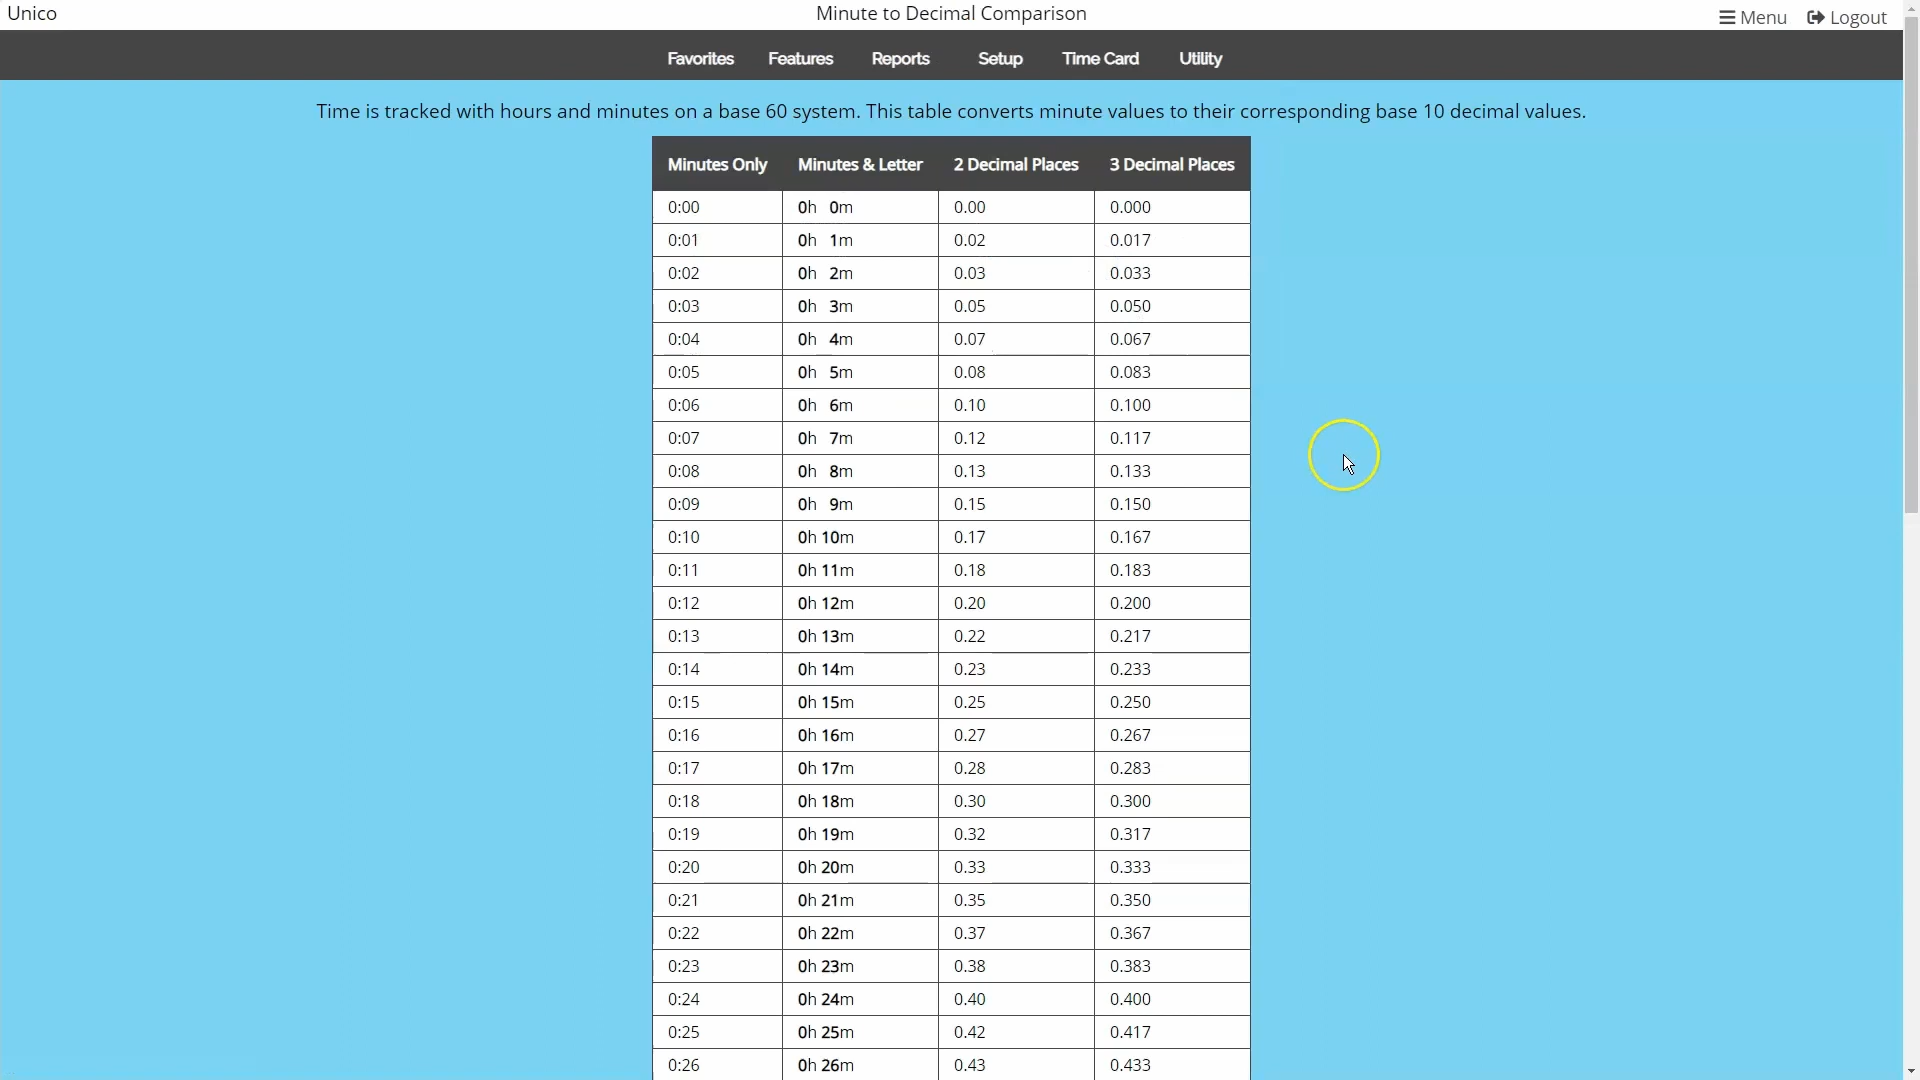 Unico
Minute to Decimal Comparison
Menu Logout
Favorites Features Reports Setup Time Card Utility
Time is tracked with hours and minutes on a base 60 system. This table converts minute values to their corresponding base 10 decimal values.
Minutes Only Minutes & Letter 2 Decimal Places 3 Decimal Places
0:00 0h 0m 0.00 0.000
0:01 0h 1m 0.02 0.017
0:02 0h 2m 0.03 0.033
0:03 0h 3m 0.05 0.050
0:04 0h 4m 0.07 0.067
0:05 0h 5m 0.08 0.083
0:06 0h 6m 0.10 0.100
0:07 0h 7m 0.12 0.117
0:08 0h 8m 0.13 0.133
0:09 0h 9m 0.15 0.150
0:10 0h 10m 0.17 0.167
0:11 0h 11m 0.18 0.183
0:12 0h 12m 0.20 0.200
0:13 0h 13m 0.22 0.217
0:14 0h 14m 0.23 0.233
0:15 0h 15m 0.25 0.250
0:16 0h 16m 0.27 0.267
0:17 0h 17m 0.28 0.283
0:18 0h 18m 0.30 0.300
0:19 0h 19m 0.32 0.317
0:20 0h 20m 0.33 0.333
0:21 0h 21m 0.35 0.350
0:22 0h 22m 0.37 0.367
0:23 0h 23m 0.38 0.383
0:24 0h 24m 0.40 0.400
0:25 0h 25m 0.42 0.417
0:26 0h 26m 0.43 0.433